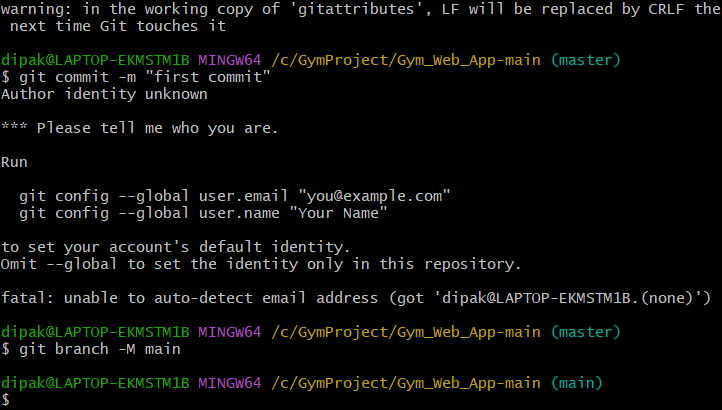 warning: in the working copy of 'gitattributes', LF will be replaced by CRLF the
 next time Git touches it
dipak@LAPTOP-EKMSTM1B MINGW64 /c/GymProject/Gym_Web_App-main (master)
$ git commit -m "first commit"
Author identity unknown
*** Please tell me who you are.
Run
  git config --global user.email "you@example.com"
  git config --global user.name "Your Name"
to set your account's default identity.
Omit --global to set the identity only in this repository.
fatal: unable to auto-detect email address (got 'dipak@LAPTOP-EKMSTM1B.(none)')
dipak@LAPTOP-EKMSTM1B MINGW64 /c/GymProject/Gym_Web_App-main (master)
$ git branch -M main
dipak@LAPTOP-EKMSTM1B MINGW64 /c/GymProject/Gym_Web_App-main (main)
$